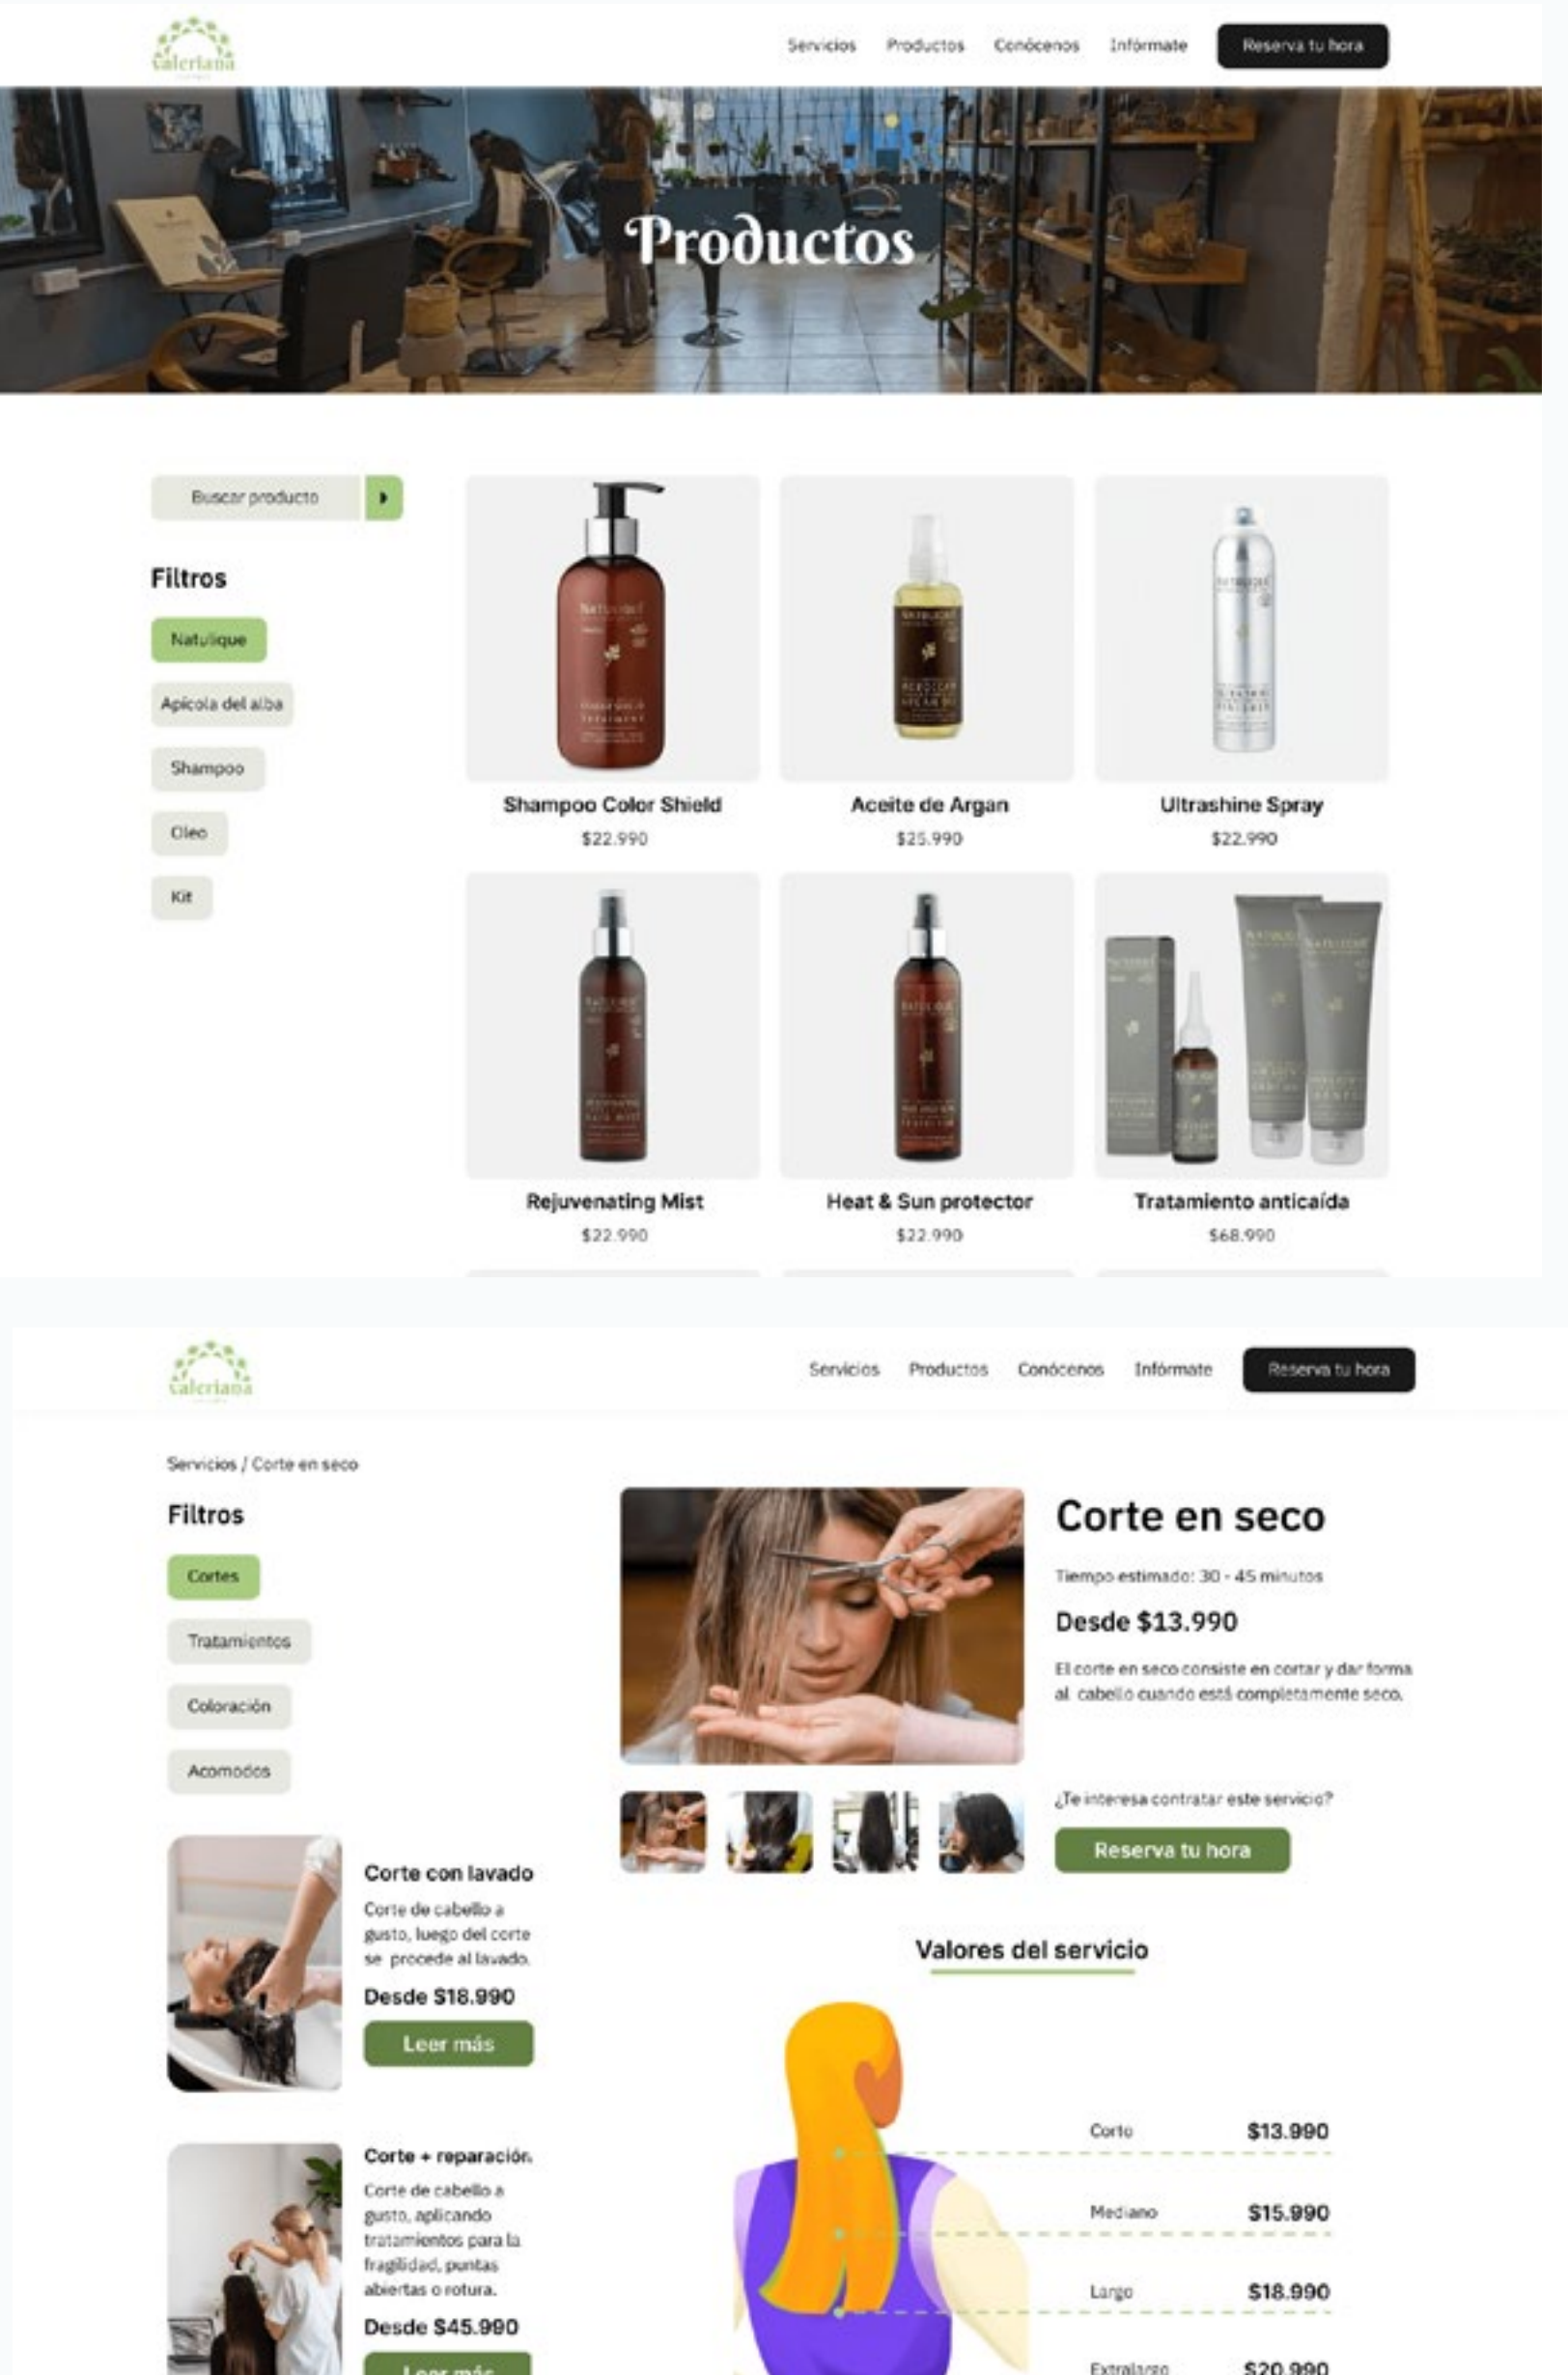 valeriana
Servicios Productos Conócenos Infórmate Reserva tu hora
Productos
Buscar producto
Filtros
Natulique
Apícola del alba
Shampoo
Oleo
Kit
Shampoo Color Shield
$22.990
Aceite de Argan
$25.990
Ultrashine Spray
$22.990
Rejuvenating Mist
$22.990
Heat & Sun protector
$22.990
Tratamiento anticaída
$68.990
valeriana
Servicios Productos Conócenos Infórmate Reserva tu hora
Servicios / Corte en seco
Filtros
Cortes
Tratamientos
Coloración
Acomodos
Corte con lavado
Corte de cabello a
gusto, luego del corte
se procede al lavado.
Desde $18.990
Leer más
Corte + reparación.
Corte de cabello a
gusto, aplicando
tratamientos para la
fragilidad, puntas
abiertas o rotura.
Desde $45.990
Leer más
Corte en seco
Tiempo estimado: 30 - 45 minutos
Desde $13.990
El corte en seco consiste en cortar y dar forma
al cabello cuando está completamente seco.
¿Te interesa contratar este servicio?
Reserva tu hora
Valores del servicio
Corto $13.990
Mediano $15.990
Largo $18.990
Extralargo $20.990